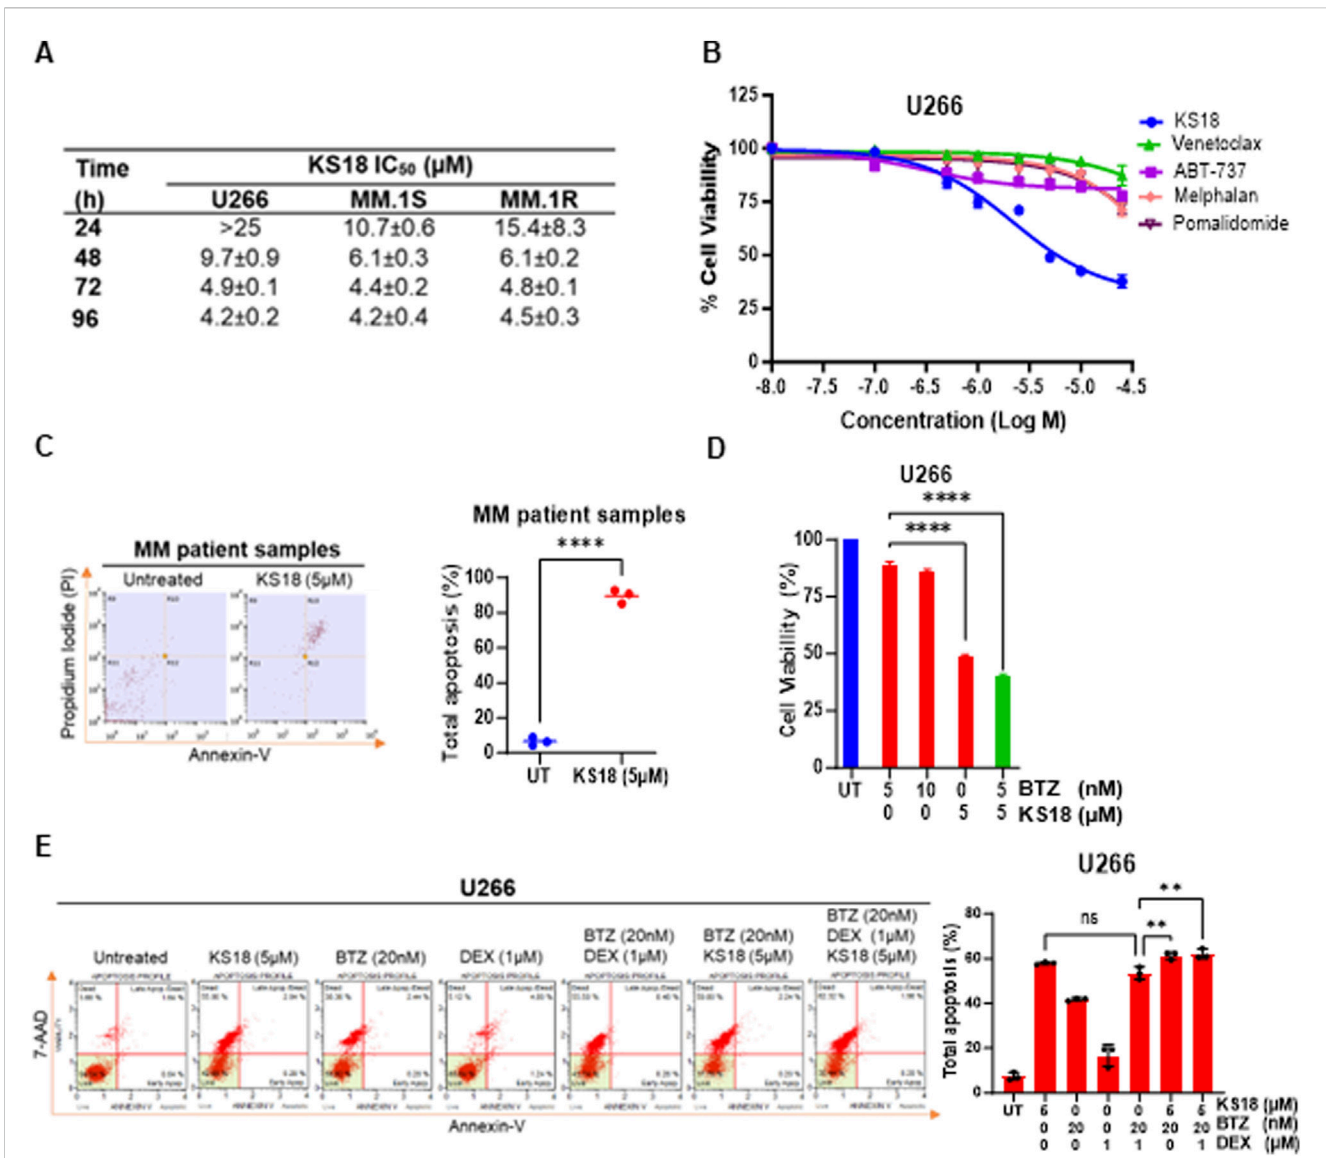 A
Time
(h)
KS18 IC50 (µM)
U266 MM.1S MM.1R
24 >25 10.7±0.6 15.4±8.3
48 9.7±0.9 6.1±0.3 6.1±0.2
72 4.9±0.1 4.4±0.2 4.8±0.1
96 4.2±0.2 4.2±0.4 4.5±0.3
B
U266
% Cell Viabillity
125
100
75
50
25
0
-8.0 -7.5 -7.0 -6.5 -6.0 -5.5 -5.0 -4.5
Concentration (Log M)
KS18
Venetoclax
ABT-737
Melphalan
Pomalidomide
C
MM patient samples
Untreated KS18 (5µM)
Propidium Iodide (PI)
Annexin-V
MM patient samples
****
Total apoptosis (%)
100
80
60
40
20
0
UT KS18 (5µM)
D
U266
****
****
Cell Viabillity (%)
100
75
50
25
0
UT 5 10 0 5 BTZ (nM)
0 0 5 5 KS18 (µM)
E
U266
Untreated
KS18 (5µM)
BTZ (20nM)
DEX (1µM)
BTZ (20nM)
DEX (1µM)
BTZ (20nM)
KS18 (5µM)
BTZ (20nM)
DEX (1µM)
KS18 (5µM)
7-AAD
Annexin-V
U266
**
ns
**
Total apoptosis (%)
80
60
40
20
0
UT 5 0 0 0 5 5 KS18 (µM)
0 20 0 20 20 20 BTZ (nM)
0 0 1 1 0 1 DEX (µM)